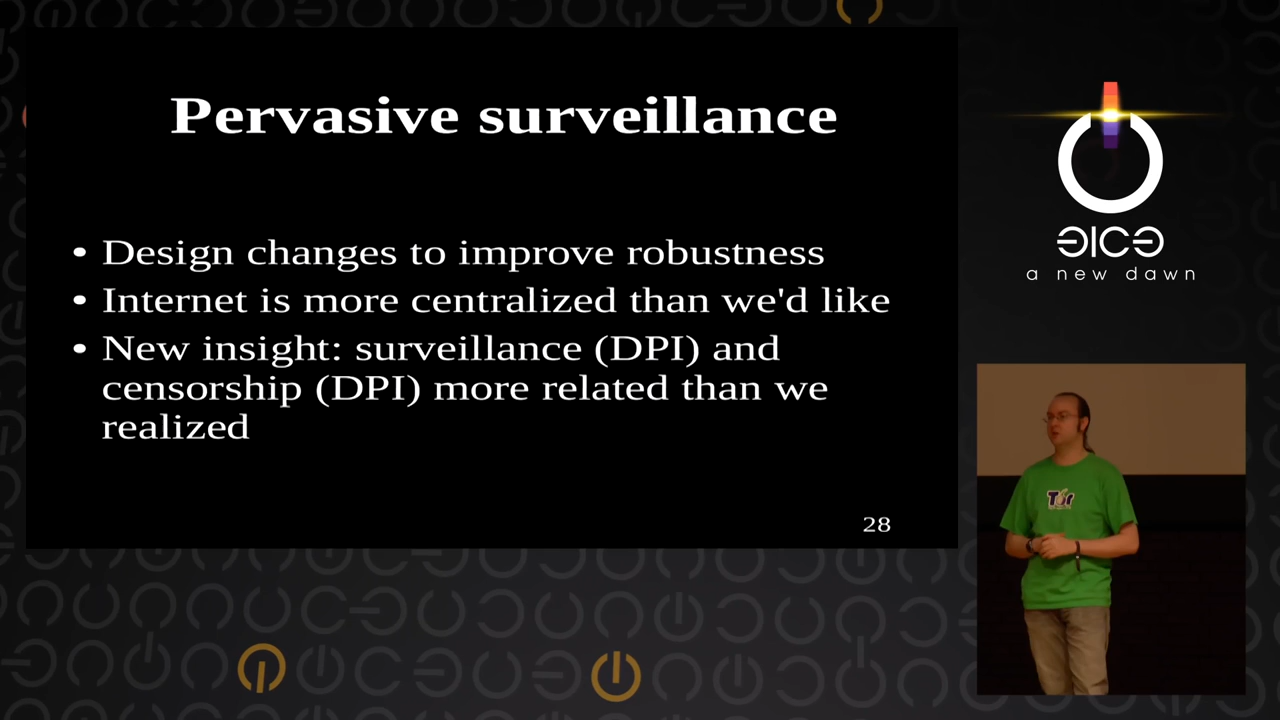 Pervasive surveillance
• Design changes to improve robustness
• Internet is more centralized than we'd like
• New insight: surveillance (DPI) and
censorship (DPI) more related than we
realized
28
a new dawn
Tor